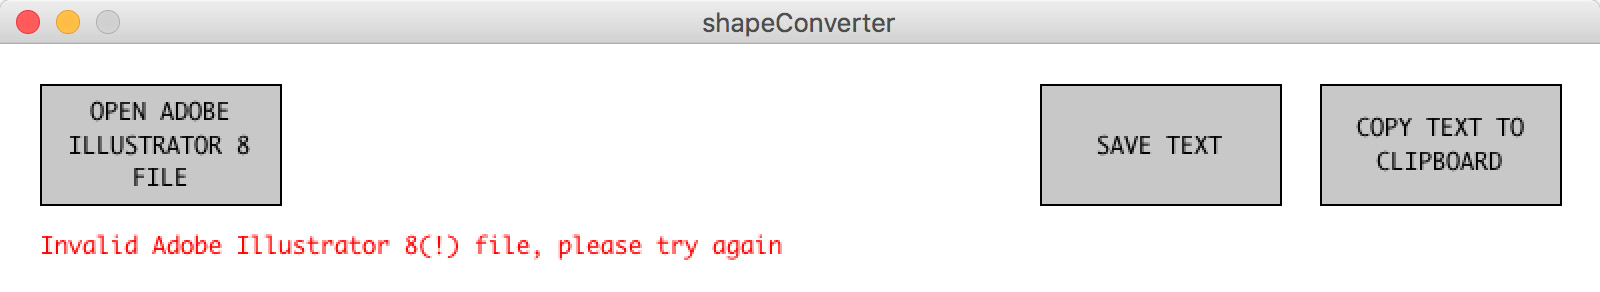 shapeConverter
OPEN ADOBE
ILLUSTRATOR 8
FILE
SAVE TEXT
COPY TEXT TO
CLIPBOARD
Invalid Adobe Illustrator 8(!) file, please try again